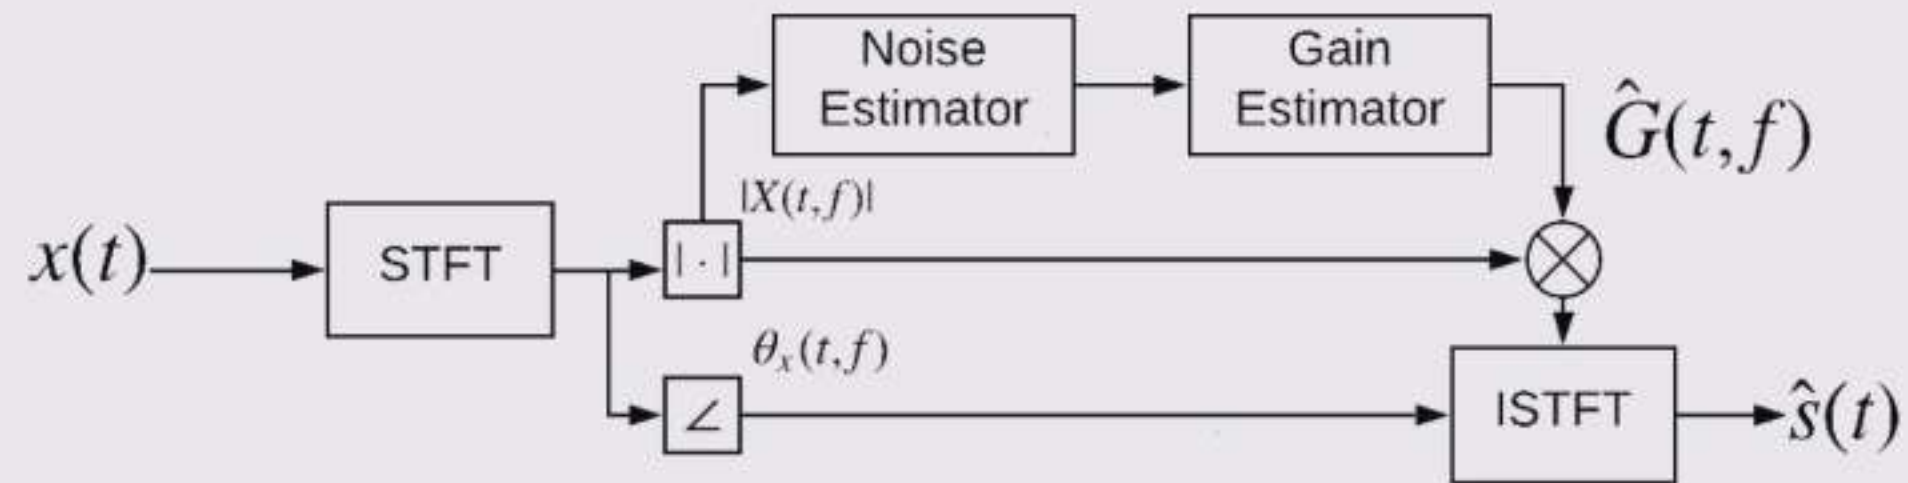 Noise
Estimator
Gain
Estimator
Ĝ(t,f)
|X(t,f)|
x(t)
STFT
|·|
θₓ(t,f)
∠
ISTFT
ŝ(t)